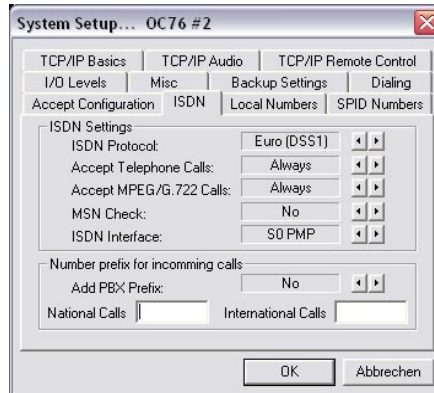 System Setup... OC76 #2
TCP/IP Basics TCP/IP Audio TCP/IP Remote Control
I/O Levels Misc Backup Settings Dialing
Accept Configuration ISDN Local Numbers SPID Numbers
ISDN Settings
ISDN Protocol: Euro (DSS1)
Accept Telephone Calls: Always
Accept MPEG/G.722 Calls: Always
MSN Check: No
ISDN Interface: S0 PMP
Number prefix for incomming calls
Add PBX Prefix: No
National Calls International Calls
OK Abbrechen